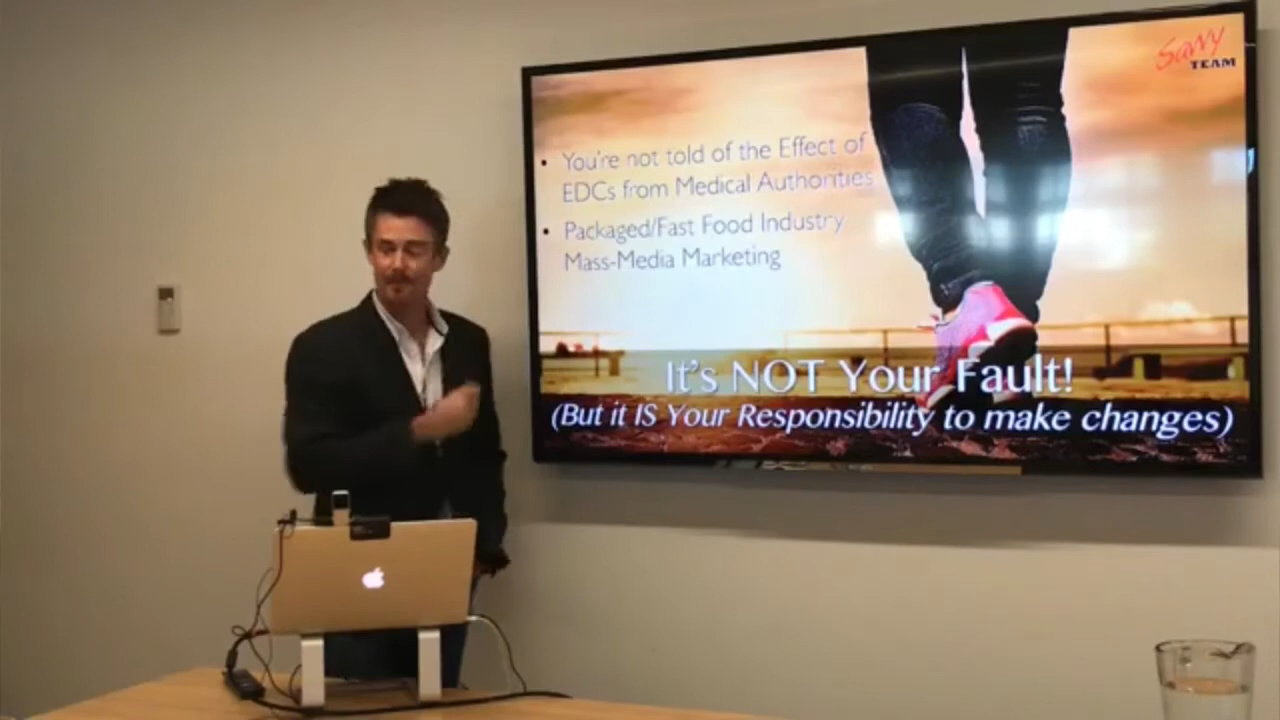 Savvy
TEAM
• You're not told of the Effect of
EDCs from Medical Authorities
• Packaged/Fast Food Industry
Mass-Media Marketing
It's NOT Your Fault!
(But it IS Your Responsibility to make changes)